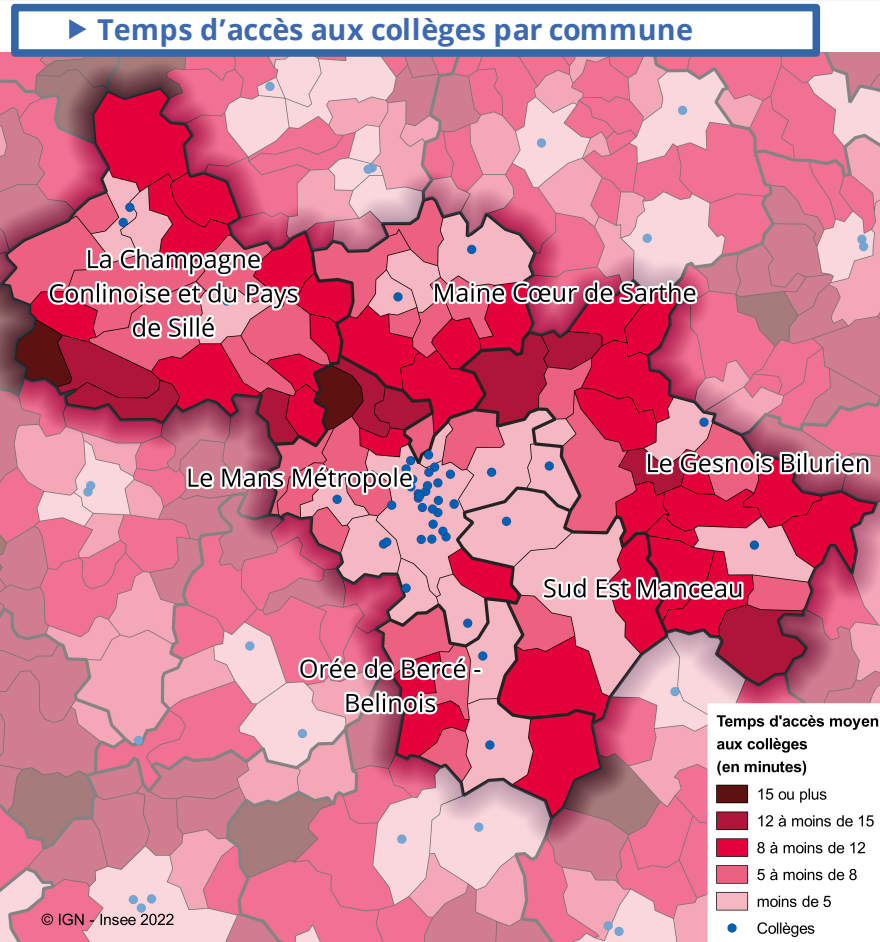 Temps d'accès aux collèges par commune
La Champagne
Conlinoise et du Pays
de Sillé
Maine Cœur de Sarthe
Le Mans Métropole
Le Gesnois Bilurien
Sud Est Manceau
Orée de Bercé -
Belinois
Temps d'accès moyen
aux collèges
(en minutes)
15 ou plus
12 à moins de 15
8 à moins de 12
5 à moins de 8
moins de 5
Collèges
© IGN - Insee 2022